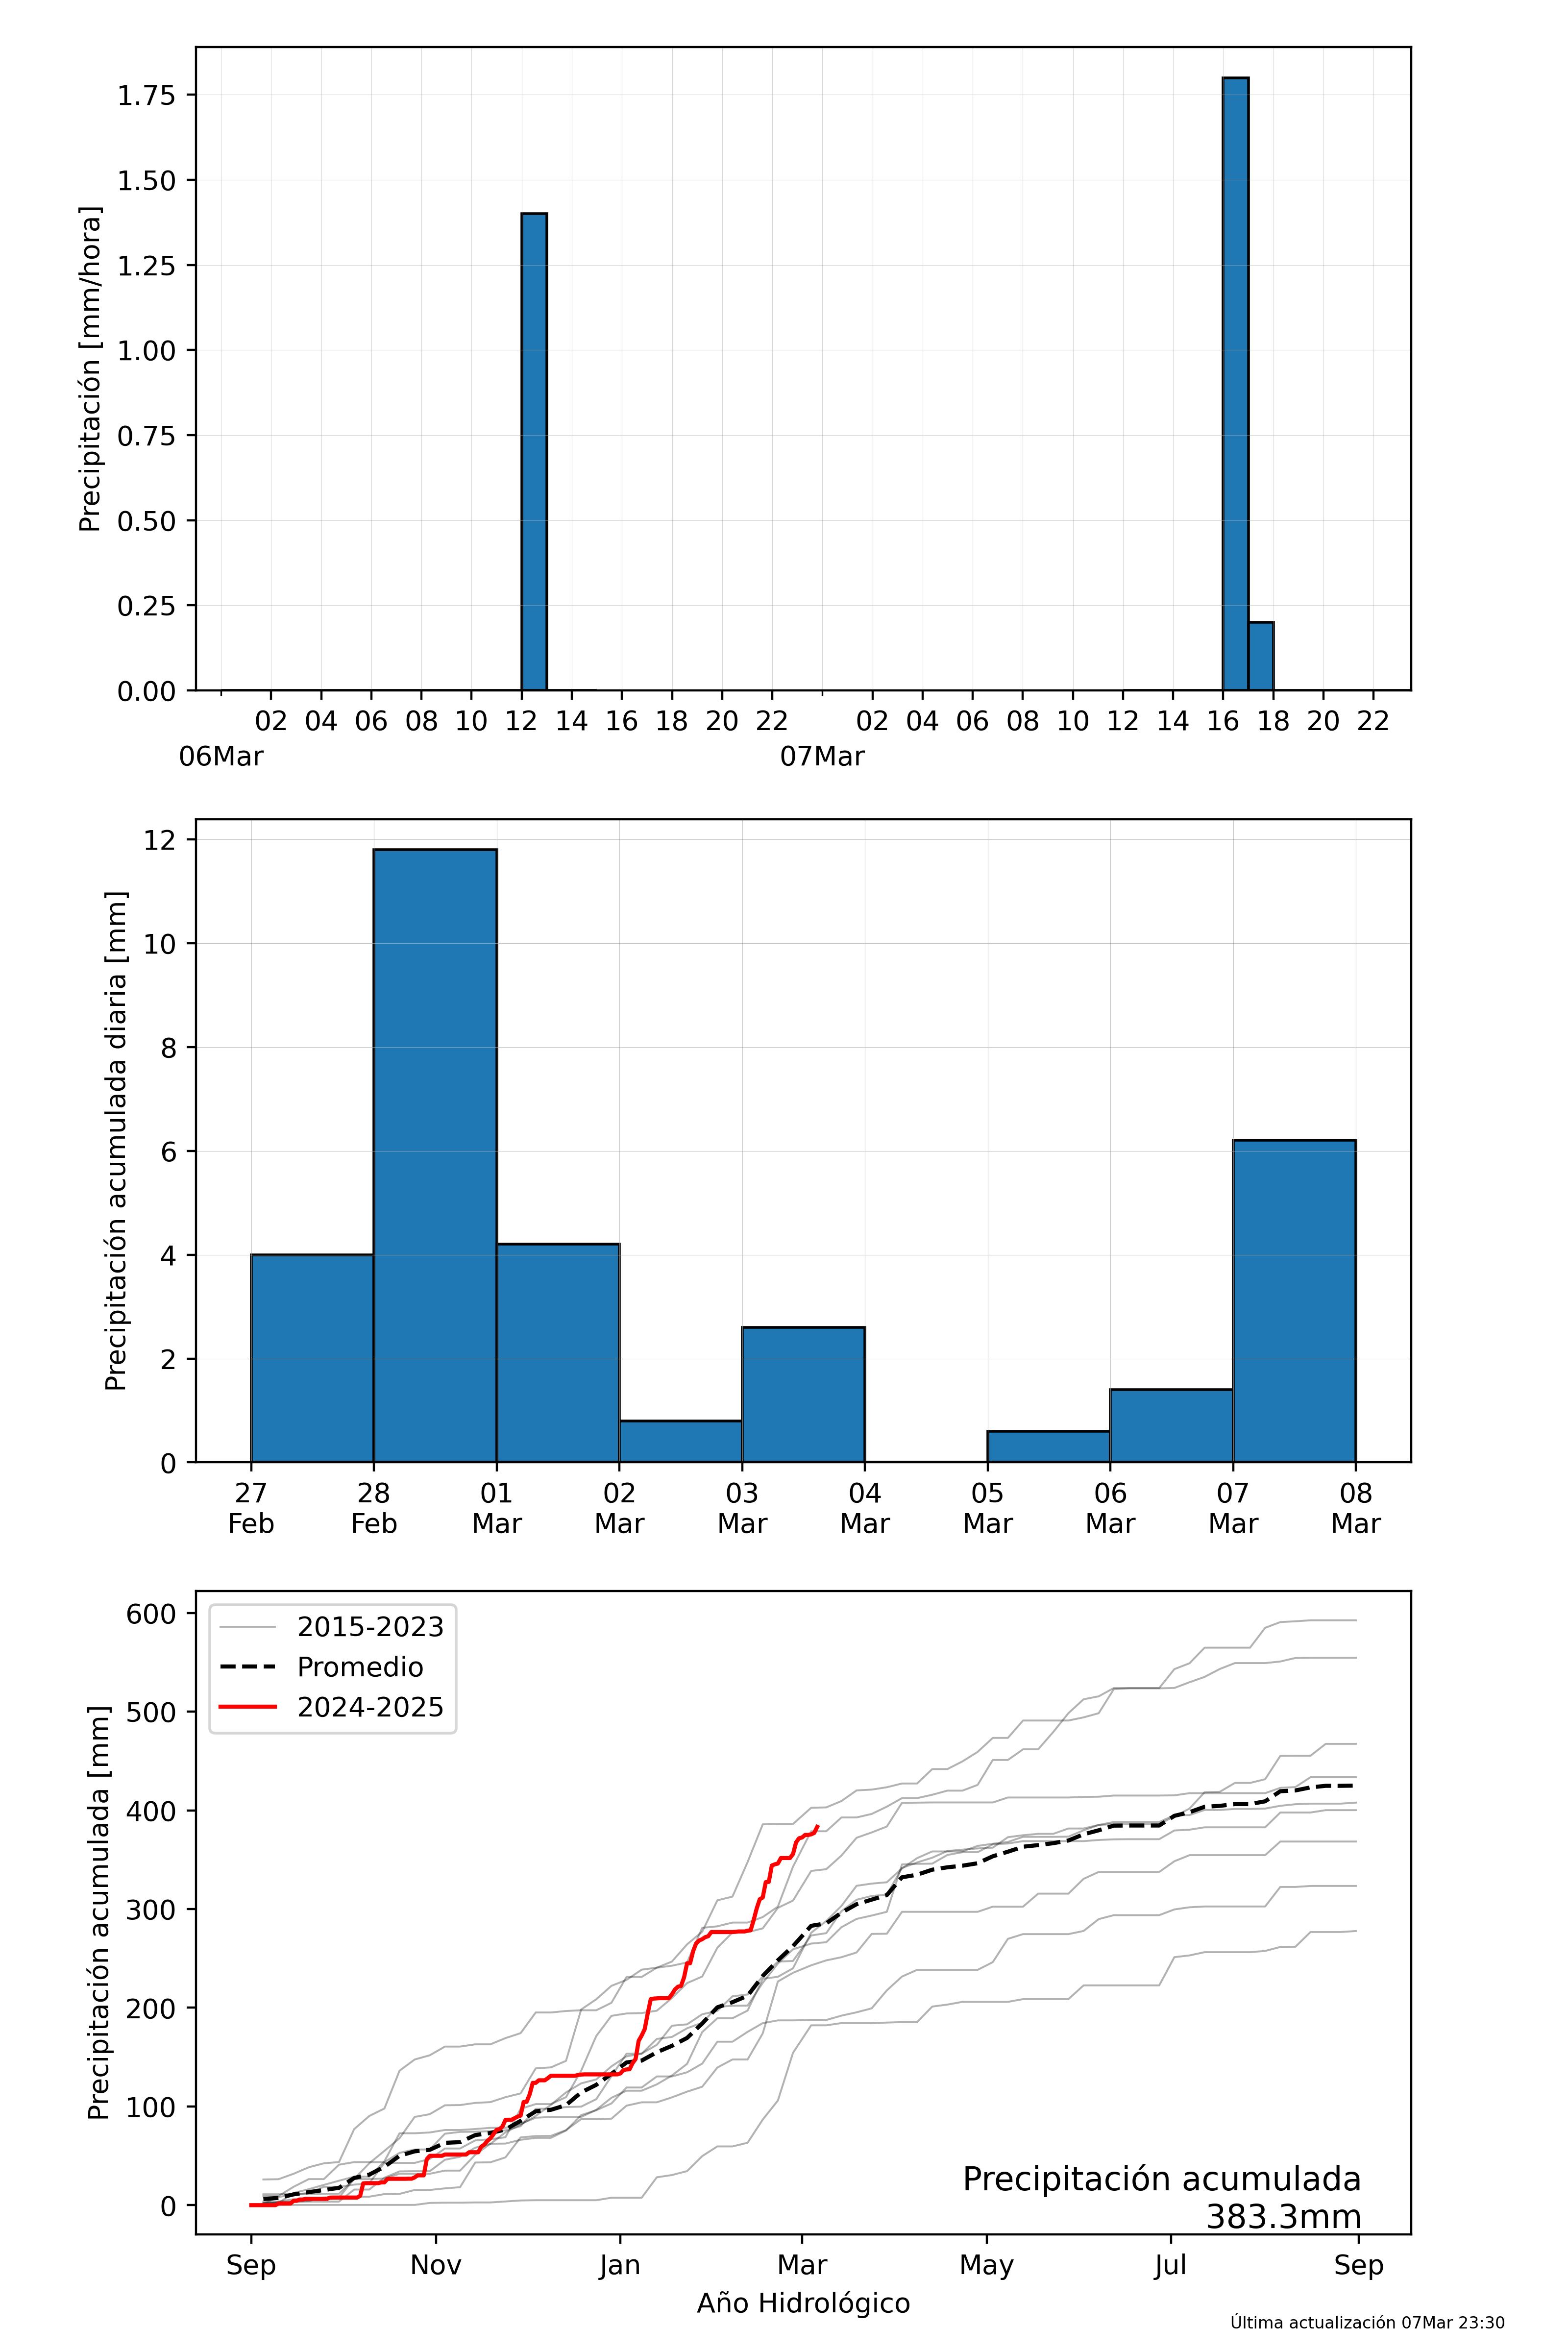 Precipitación [mm/hora]
1.75
1.50
1.25
1.00
0.75
0.50
0.25
0.00
02 04 06 08 10 12 14 16 18 20 22 02 04 06 08 10 12 14 16 18 20 22
06Mar 07Mar
Precipitación acumulada diaria [mm]
12
10
8
6
4
2
0
27 28 01 02 03 04 05 06 07 08
Feb Feb Mar Mar Mar Mar Mar Mar Mar Mar
Precipitación acumulada [mm]
600
500
400
300
200
100
0
2015-2023
Promedio
2024-2025
Precipitación acumulada
383.3mm
Sep Nov Jan Mar May Jul Sep
Año Hidrológico
Última actualización 07Mar 23:30